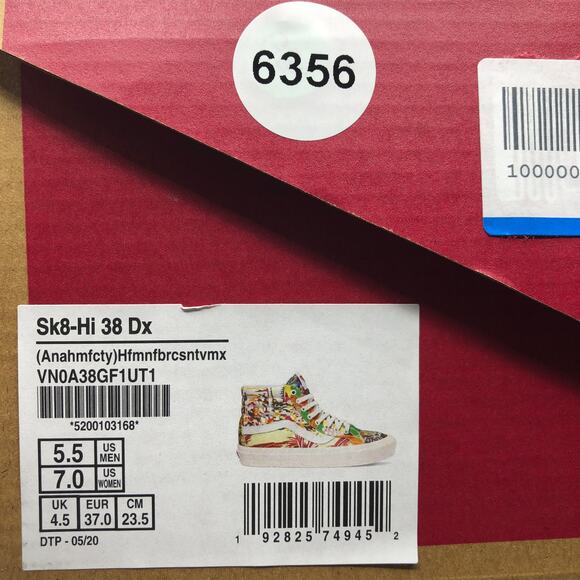 6356
100000
Sk8-Hi 38 Dx
(Anahmfcty)Hfmnfbrcsntvmx
VN0A38GF1UT1
*5200103168*
5.5 US MEN
7.0 US WOMEN
UK EUR CM
4.5 37.0 23.5
DTP - 05/20
1 92825 74945 2